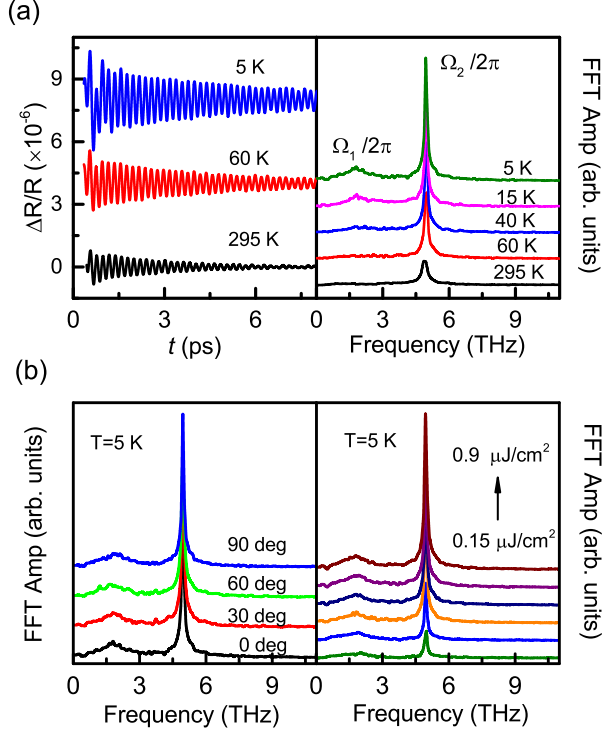 (a)
ΔR/R (×10⁻⁶)
9
6
3
0
5 K
60 K
295 K
0
3
6
t (ps)
Ω₁/2π
Ω₂/2π
5 K
15 K
40 K
60 K
295 K
0
3
6
9
Frequency (THz)
FFT Amp (arb. units)
(b)
FFT Amp (arb. units)
T=5 K
90 deg
60 deg
30 deg
0 deg
0
3
6
9
Frequency (THz)
T=5 K
0.9 μJ/cm²
0.15 μJ/cm²
0
3
6
9
Frequency (THz)
FFT Amp (arb. units)